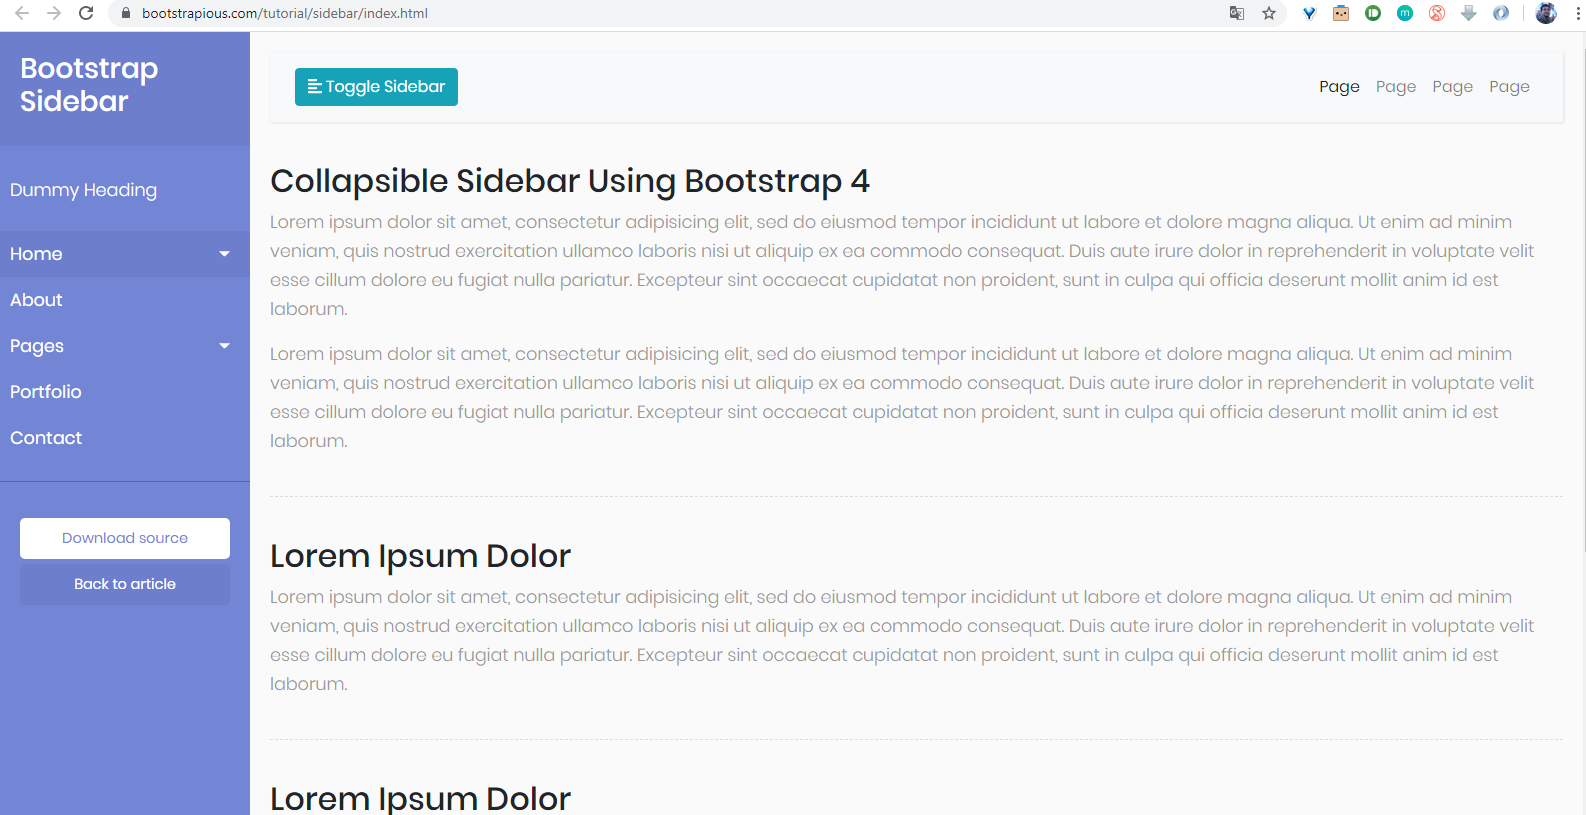 bootstrapious.com/tutorial/sidebar/index.html
Bootstrap
Sidebar
Dummy Heading
Home
About
Pages
Portfolio
Contact
Download source
Back to article
Toggle Sidebar
Page Page Page Page
Collapsible Sidebar Using Bootstrap 4
Lorem ipsum dolor sit amet, consectetur adipisicing elit, sed do eiusmod tempor incididunt ut labore et dolore magna aliqua. Ut enim ad minim
veniam, quis nostrud exercitation ullamco laboris nisi ut aliquip ex ea commodo consequat. Duis aute irure dolor in reprehenderit in voluptate velit
esse cillum dolore eu fugiat nulla pariatur. Excepteur sint occaecat cupidatat non proident, sunt in culpa qui officia deserunt mollit anim id est
laborum.
Lorem ipsum dolor sit amet, consectetur adipisicing elit, sed do eiusmod tempor incididunt ut labore et dolore magna aliqua. Ut enim ad minim
veniam, quis nostrud exercitation ullamco laboris nisi ut aliquip ex ea commodo consequat. Duis aute irure dolor in reprehenderit in voluptate velit
esse cillum dolore eu fugiat nulla pariatur. Excepteur sint occaecat cupidatat non proident, sunt in culpa qui officia deserunt mollit anim id est
laborum.
Lorem Ipsum Dolor
Lorem ipsum dolor sit amet, consectetur adipisicing elit, sed do eiusmod tempor incididunt ut labore et dolore magna aliqua. Ut enim ad minim
veniam, quis nostrud exercitation ullamco laboris nisi ut aliquip ex ea commodo consequat. Duis aute irure dolor in reprehenderit in voluptate velit
esse cillum dolore eu fugiat nulla pariatur. Excepteur sint occaecat cupidatat non proident, sunt in culpa qui officia deserunt mollit anim id est
laborum.
Lorem Ipsum Dolor